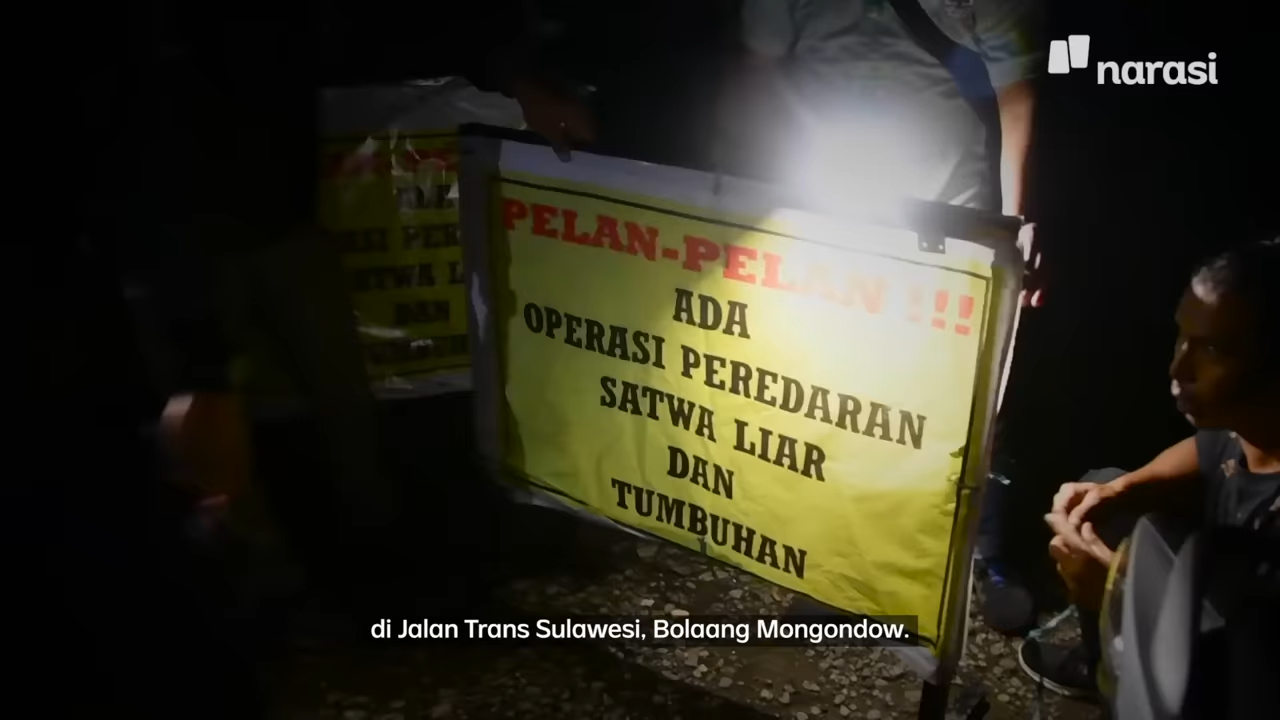 narasi
PELAN-PELAN !!!
ADA
OPERASI PEREDARAN
SATWA LIAR
DAN
TUMBUHAN
di Jalan Trans Sulawesi, Bolaang Mongondow.